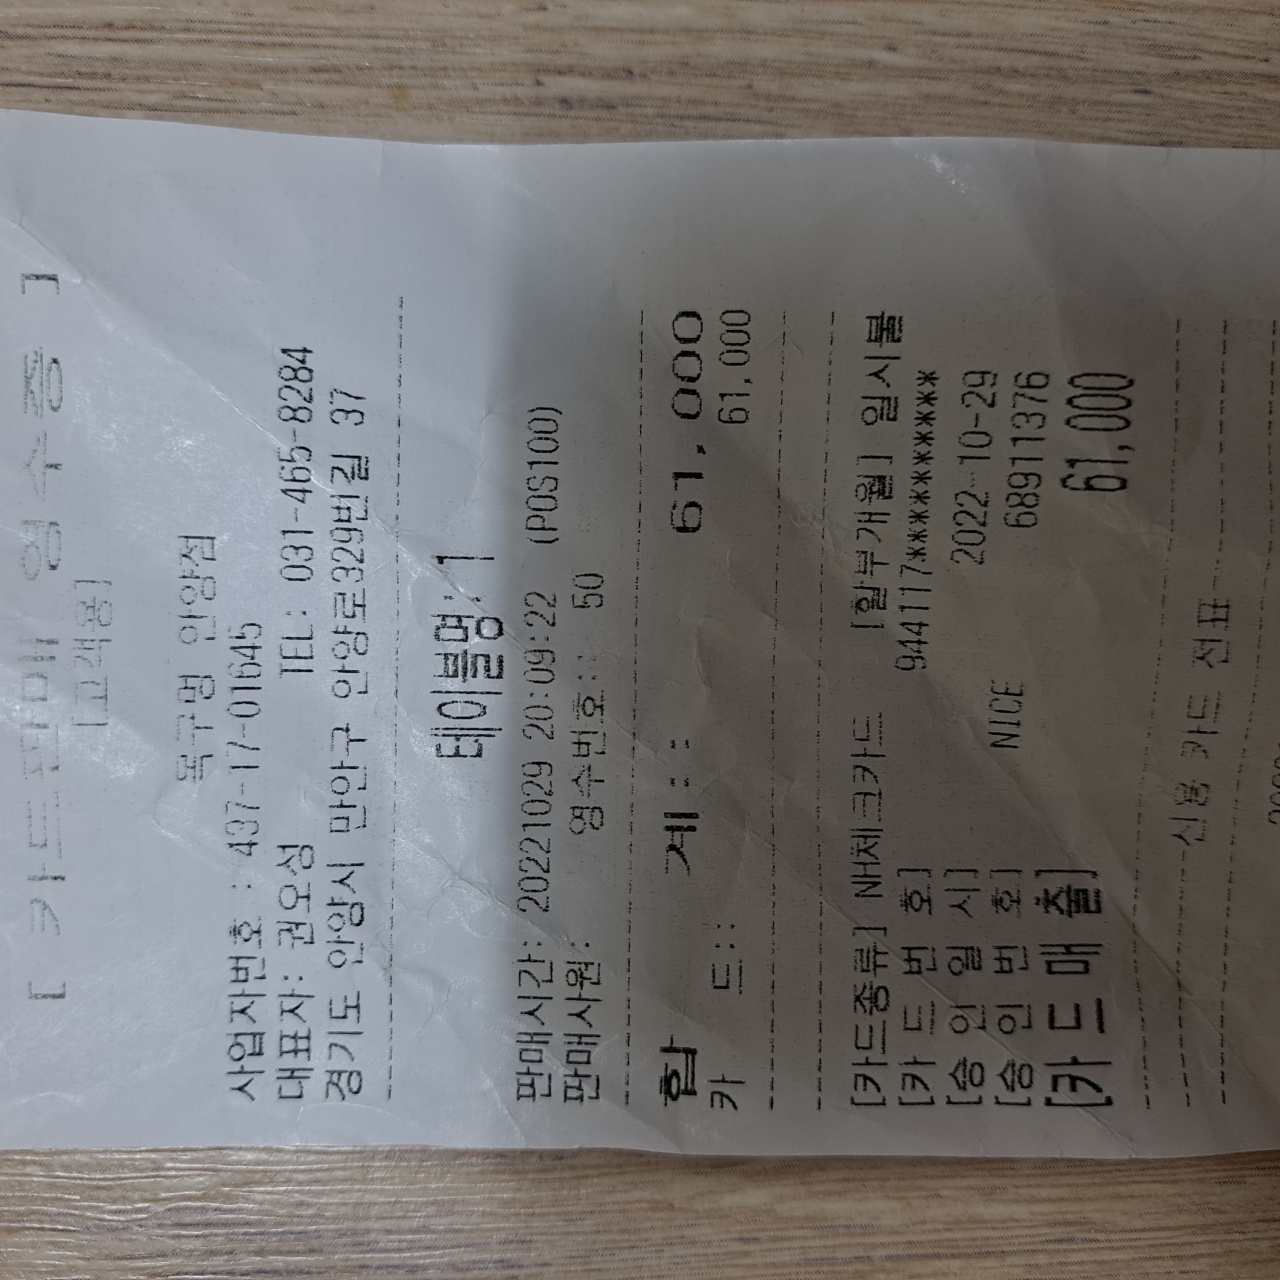 [ 카드판매 영수증 ]
[고객용]
목구멍 안양점
사업자번호 : 437-17-01645
대표자: 권오성 TEL: 031-465-8284
경기도 안양시 만안구 안양로329번길 37
테이블명: 1
판매시간: 20221029 20:09:22 (POS100)
판매사원: 영수번호:: 50
합 계:: 61,000
카 드:: 61,000
[카드종류] NH체크카드 [할부개월] 일시불
[카 드 번 호] 944117**********
[승 인 일 시] 2022-10-29
[승 인 번 호] NICE 68911376
[카 드 매 출] 61,000
신용 카드 전표